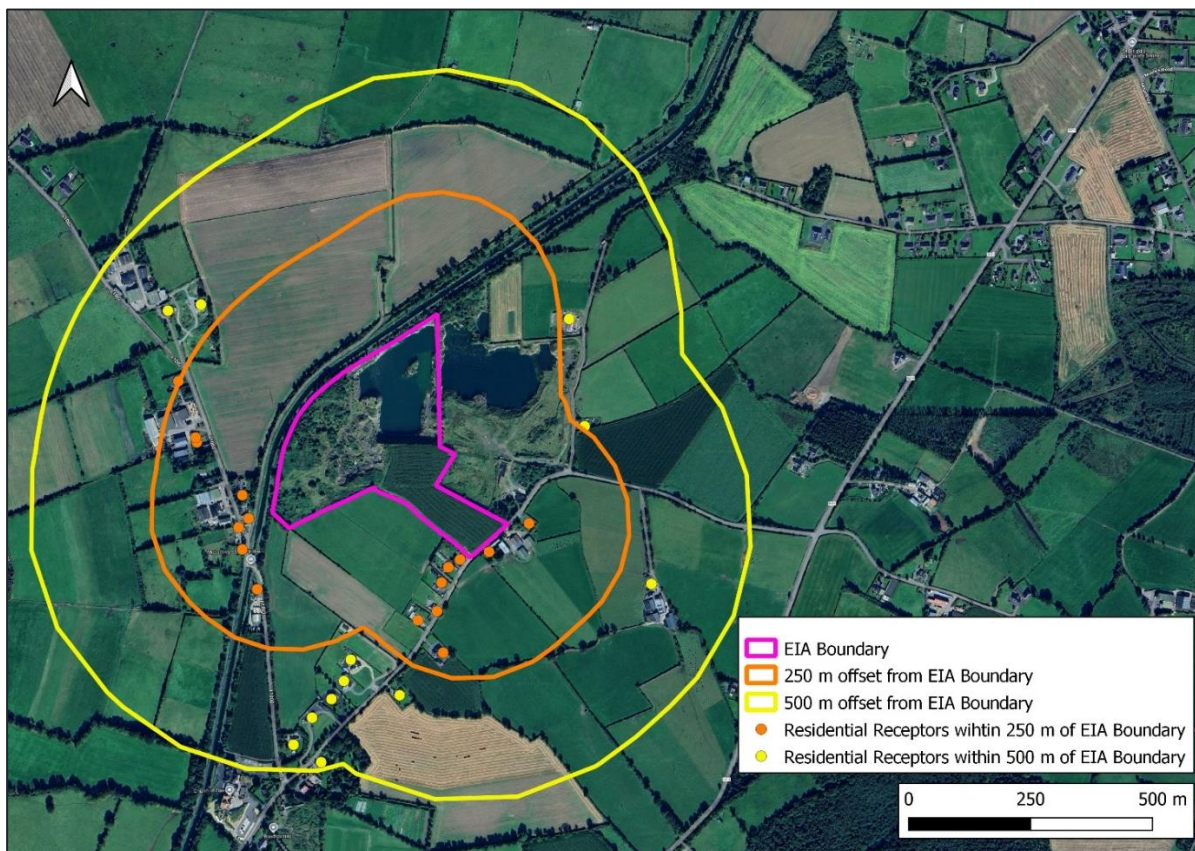 EIA Boundary
250 m offset from EIA Boundary
500 m offset from EIA Boundary
Residential Receptors wihtin 250 m of EIA Boundary
Residential Receptors within 500 m of EIA Boundary
0 250 500 m